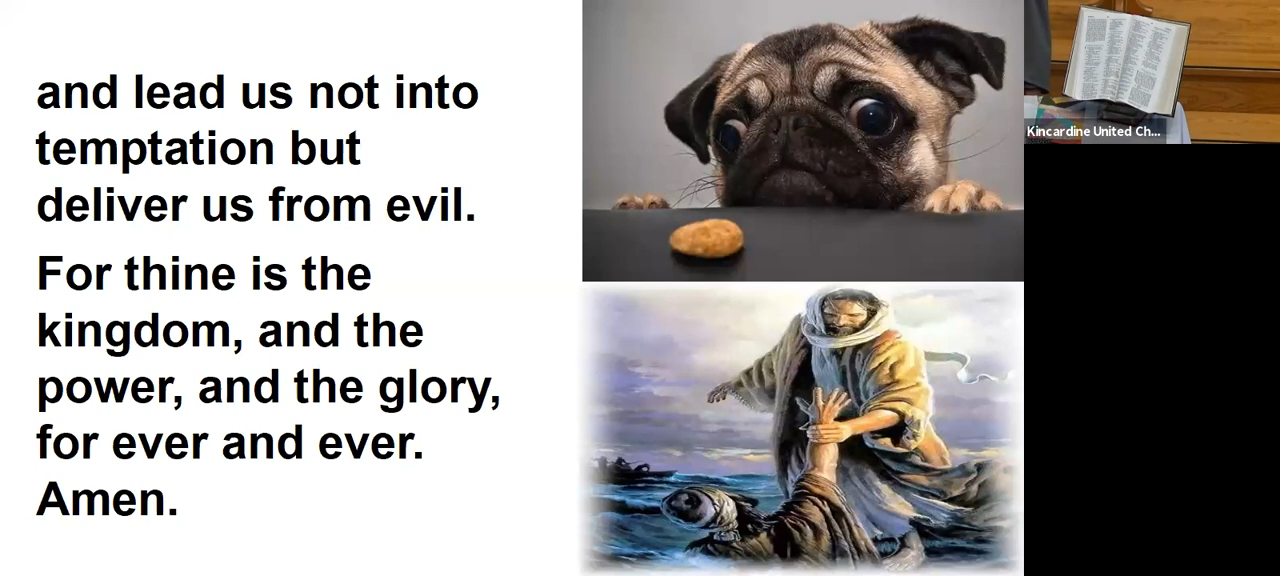 and lead us not into
temptation but
deliver us from evil.
For thine is the
kingdom, and the
power, and the glory,
for ever and ever.
Amen.
Kincardine United Ch...